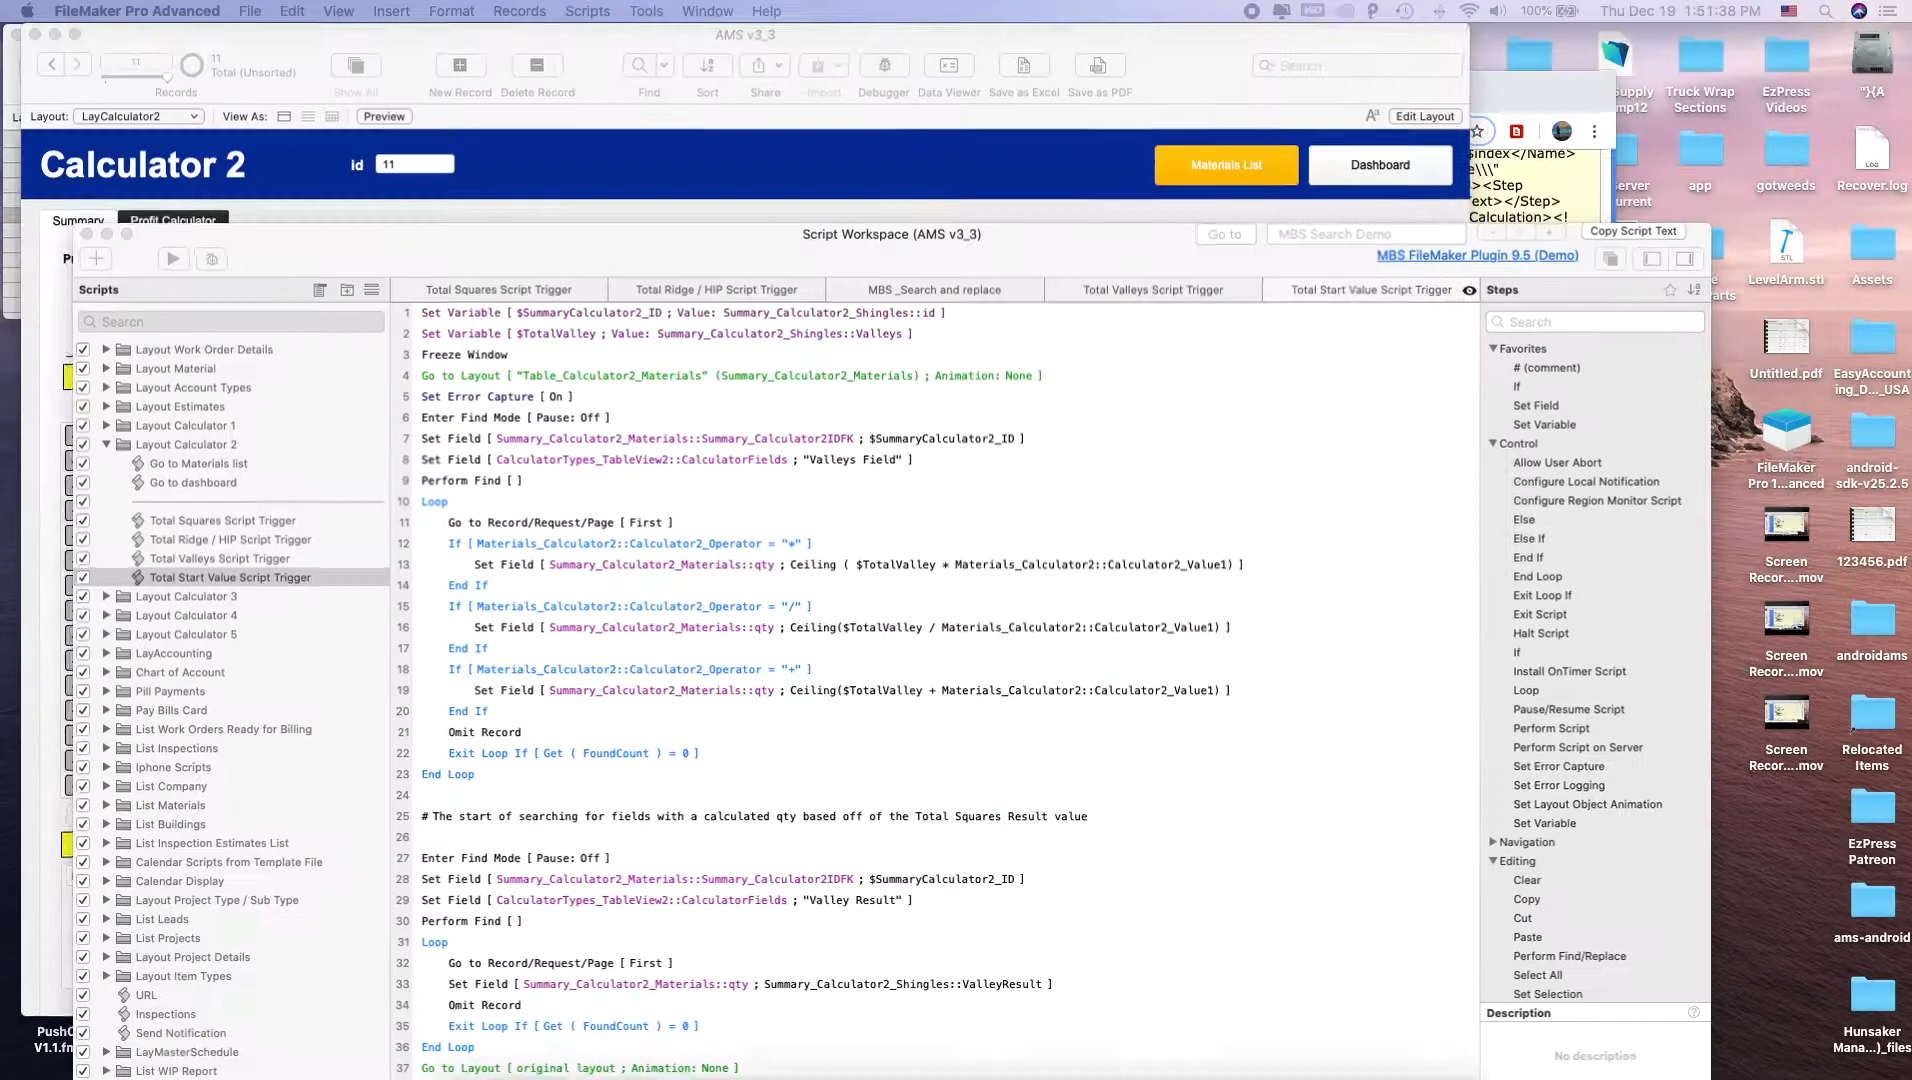 FileMaker Pro Advanced File Edit View Insert Format Records Scripts Tools Window Help
100% Thu Dec 19 1:51:38 PM
AMS v3_3
11
11
Total (Unsorted)
Records Show All New Record Delete Record Find Sort Share Import Debugger Data Viewer Save as Excel Save as PDF
Search
Layout: LayCalculator2 View As: Preview Edit Layout
Calculator 2 id 11 Materials List Dashboard
Summary Profit Calculator
Script Workspace (AMS v3_3) Go to MBS Search Demo Copy Script Text
MBS FileMaker Plugin 9.5 (Demo)
Scripts
Search
Layout Work Order Details
Layout Material
Layout Account Types
Layout Estimates
Layout Calculator 1
Layout Calculator 2
Go to Materials list
Go to dashboard
Total Squares Script Trigger
Total Ridge / HIP Script Trigger
Total Valleys Script Trigger
Total Start Value Script Trigger
Layout Calculator 3
Layout Calculator 4
Layout Calculator 5
LayAccounting
Chart of Account
Pill Payments
Pay Bills Card
List Work Orders Ready for Billing
List Inspections
Iphone Scripts
List Company
List Materials
List Buildings
List Inspection Estimates List
Calendar Scripts from Template File
Calendar Display
Layout Project Type / Sub Type
List Leads
List Projects
Layout Project Details
Layout Item Types
URL
Inspections
Send Notification
LayMasterSchedule
List WIP Report
Total Squares Script Trigger Total Ridge / HIP Script Trigger MBS _Search and replace Total Valleys Script Trigger Total Start Value Script Trigger
1 Set Variable [ $SummaryCalculator2_ID ; Value: Summary_Calculator2_Shingles::id ]
2 Set Variable [ $TotalValley ; Value: Summary_Calculator2_Shingles::Valleys ]
3 Freeze Window
4 Go to Layout [ “Table_Calculator2_Materials” (Summary_Calculator2_Materials) ; Animation: None ]
5 Set Error Capture [ On ]
6 Enter Find Mode [ Pause: Off ]
7 Set Field [ Summary_Calculator2_Materials::Summary_Calculator2IDFK ; $SummaryCalculator2_ID ]
8 Set Field [ CalculatorTypes_TableView2::CalculatorFields ; "Valleys Field" ]
9 Perform Find [ ]
10 Loop
11 Go to Record/Request/Page [ First ]
12 If [ Materials_Calculator2::Calculator2_Operator = "*" ]
13 Set Field [ Summary_Calculator2_Materials::qty ; Ceiling ( $TotalValley * Materials_Calculator2::Calculator2_Value1) ]
14 End If
15 If [ Materials_Calculator2::Calculator2_Operator = "/" ]
16 Set Field [ Summary_Calculator2_Materials::qty ; Ceiling($TotalValley / Materials_Calculator2::Calculator2_Value1) ]
17 End If
18 If [ Materials_Calculator2::Calculator2_Operator = "+" ]
19 Set Field [ Summary_Calculator2_Materials::qty ; Ceiling($TotalValley + Materials_Calculator2::Calculator2_Value1) ]
20 End If
21 Omit Record
22 Exit Loop If [ Get ( FoundCount ) = 0 ]
23 End Loop
24
25 # The start of searching for fields with a calculated qty based off of the Total Squares Result value
26
27 Enter Find Mode [ Pause: Off ]
28 Set Field [ Summary_Calculator2_Materials::Summary_Calculator2IDFK ; $SummaryCalculator2_ID ]
29 Set Field [ CalculatorTypes_TableView2::CalculatorFields ; "Valley Result" ]
30 Perform Find [ ]
31 Loop
32 Go to Record/Request/Page [ First ]
33 Set Field [ Summary_Calculator2_Materials::qty ; Summary_Calculator2_Shingles::ValleyResult ]
34 Omit Record
35 Exit Loop If [ Get ( FoundCount ) = 0 ]
36 End Loop
37 Go to Layout [ original layout ; Animation: None ]
Steps
Search
Favorites
# (comment)
If
Set Field
Set Variable
Control
Allow User Abort
Configure Local Notification
Configure Region Monitor Script
Else
Else If
End If
End Loop
Exit Loop If
Exit Script
Halt Script
If
Install OnTimer Script
Loop
Pause/Resume Script
Perform Script
Perform Script on Server
Set Error Capture
Set Error Logging
Set Layout Object Animation
Set Variable
Navigation
Editing
Clear
Copy
Cut
Paste
Perform Find/Replace
Select All
Set Selection
Description
No description
$index</Name>
e\\\"
><Step
Text></Step>
Calculation><!
Truck Wrap
Sections
EzPress
Videos
"}{A
app
gotweeds
Recover.log
LevelArm.stl
Assets
Untitled.pdf
EasyAccount
ing_D..._USA
FileMaker
Pro 1...anced
android-
sdk-v25.2.5
Screen
Recor....mov
123456.pdf
Screen
Recor....mov
androidams
Screen
Recor....mov
Relocated
Items
EzPress
Patreon
ams-android
Hunsaker
Mana...)_files